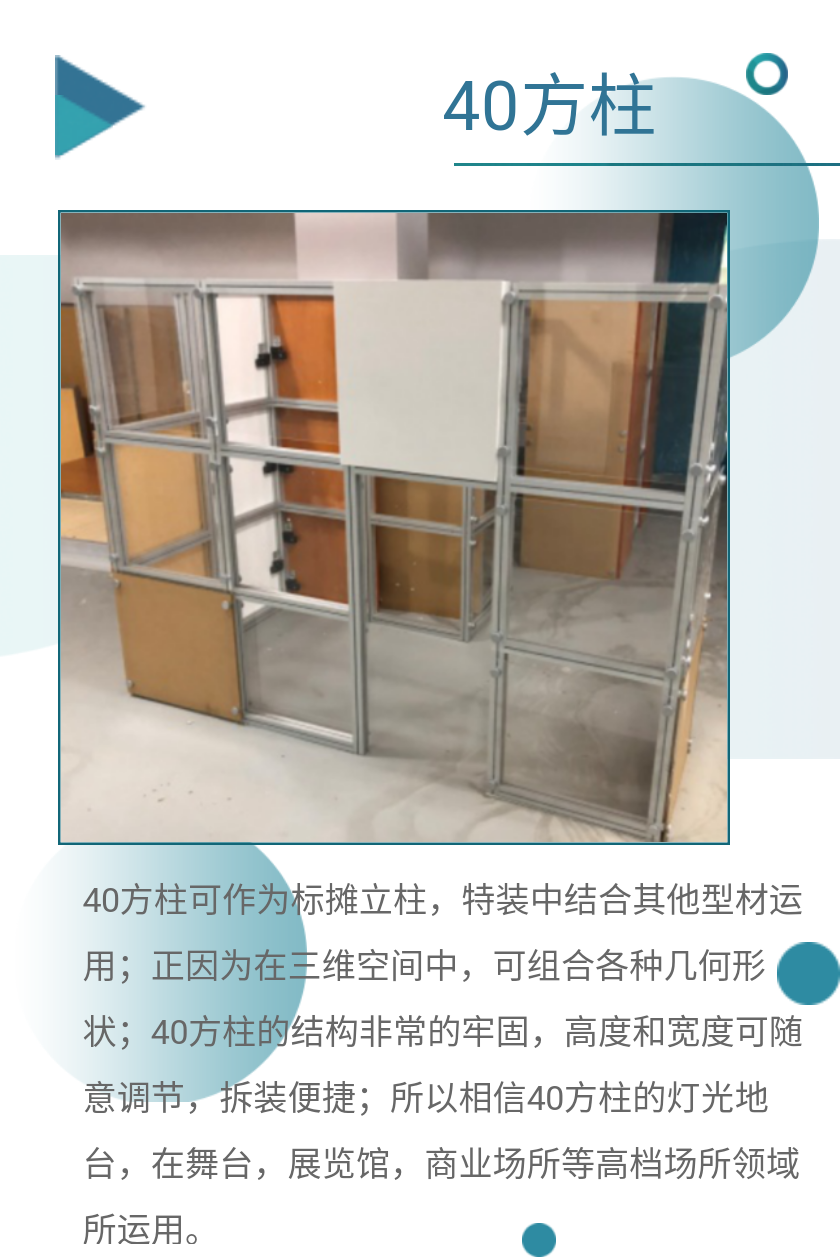 40方柱
40方柱可作为标摊立柱，特装中结合其他型材运
用；正因为在三维空间中，可组合各种几何形
状；40方柱的结构非常的牢固，高度和宽度可随
意调节，拆装便捷；所以相信40方柱的灯光地
台，在舞台，展览馆，商业场所等高档场所领域
所运用。